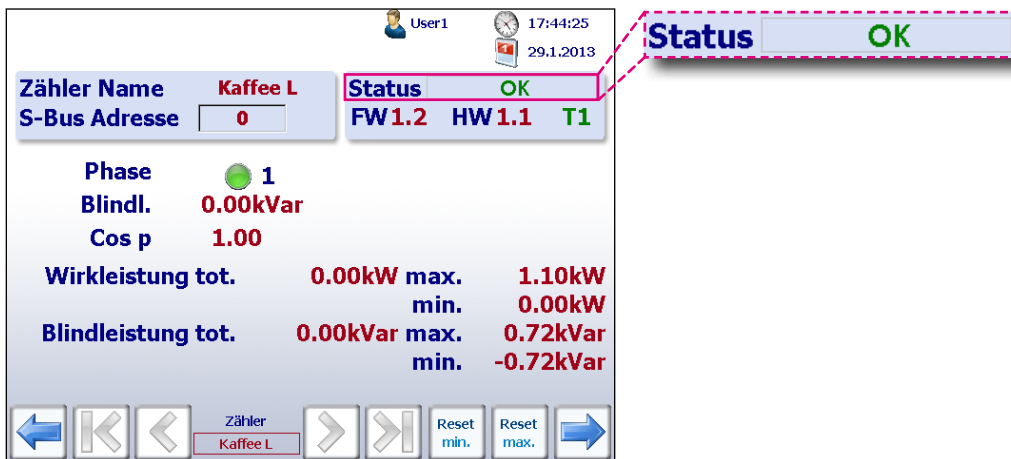 User1
17:44:25
29.1.2013
Status OK
Zähler Name Kaffee L
Status OK
S-Bus Adresse 0
FW 1.2 HW 1.1 T1
Phase 1
Blindl. 0.00kVar
Cos p 1.00
Wirkleistung tot. 0.00kW max. 1.10kW
min. 0.00kW
Blindleistung tot. 0.00kVar max. 0.72kVar
min. -0.72kVar
Zähler
Kaffee L
Reset
min.
Reset
max.